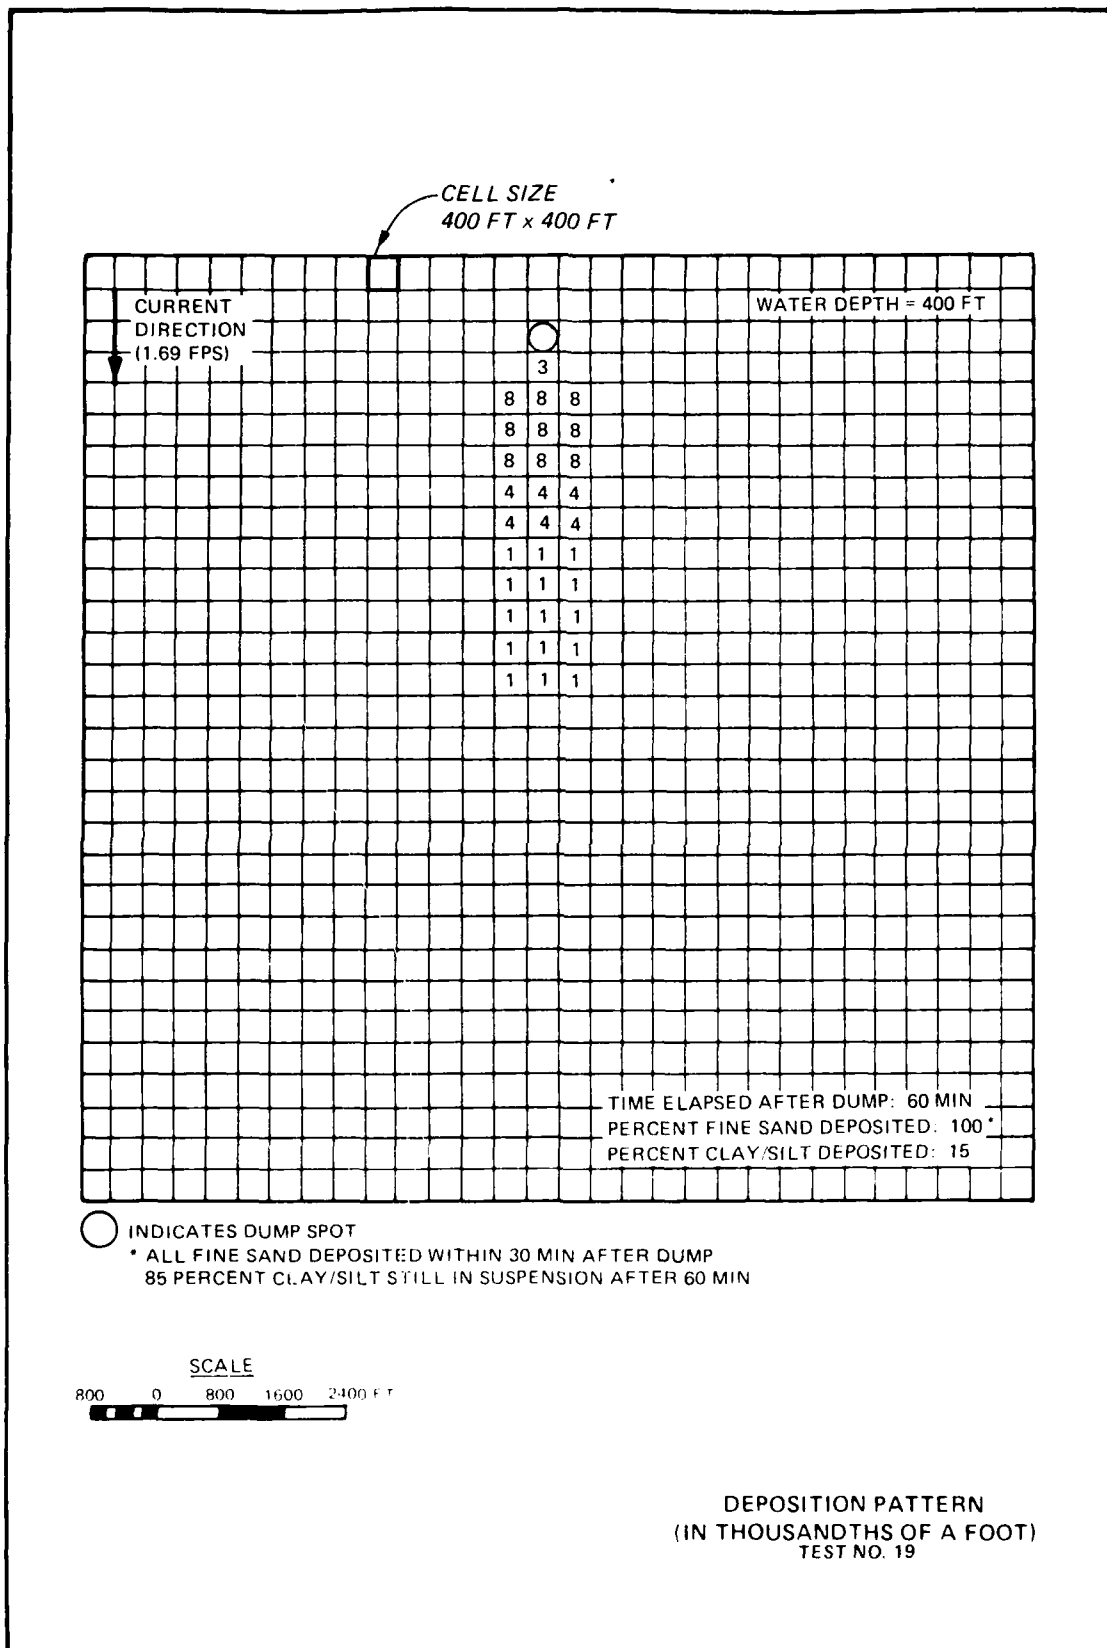 CELL SIZE
400 FT x 400 FT
CURRENT
DIRECTION
(1.69 FPS)
WATER DEPTH = 400 FT
3
8 8 8
8 8 8
8 8 8
4 4 4
4 4 4
1 1 1
1 1 1
1 1 1
1 1 1
1 1 1
TIME ELAPSED AFTER DUMP: 60 MIN
PERCENT FINE SAND DEPOSITED: 100*
PERCENT CLAY/SILT DEPOSITED: 15
INDICATES DUMP SPOT
* ALL FINE SAND DEPOSITED WITHIN 30 MIN AFTER DUMP
85 PERCENT CLAY/SILT STILL IN SUSPENSION AFTER 60 MIN
SCALE
800 0 800 1600 2400 FT
DEPOSITION PATTERN
(IN THOUSANDTHS OF A FOOT)
TEST NO. 19